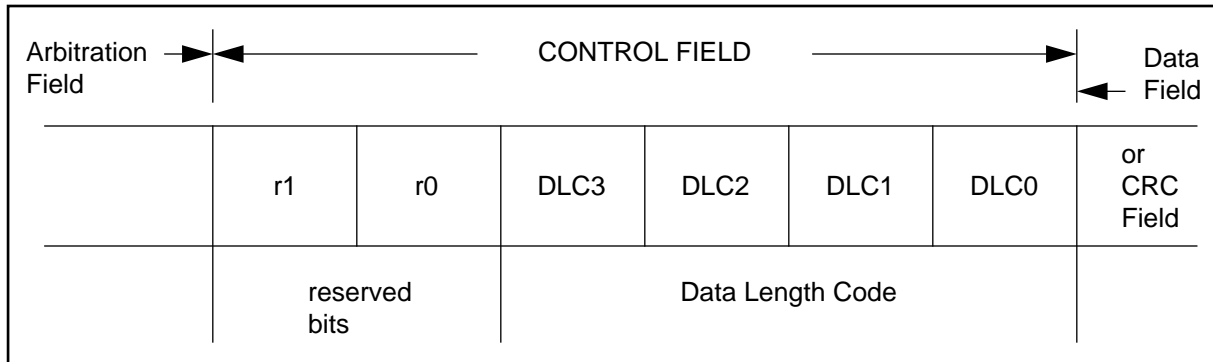 Arbitration
Field
CONTROL FIELD
Data
Field
r1
r0
DLC3
DLC2
DLC1
DLC0
or
CRC
Field
reserved
bits
Data Length Code